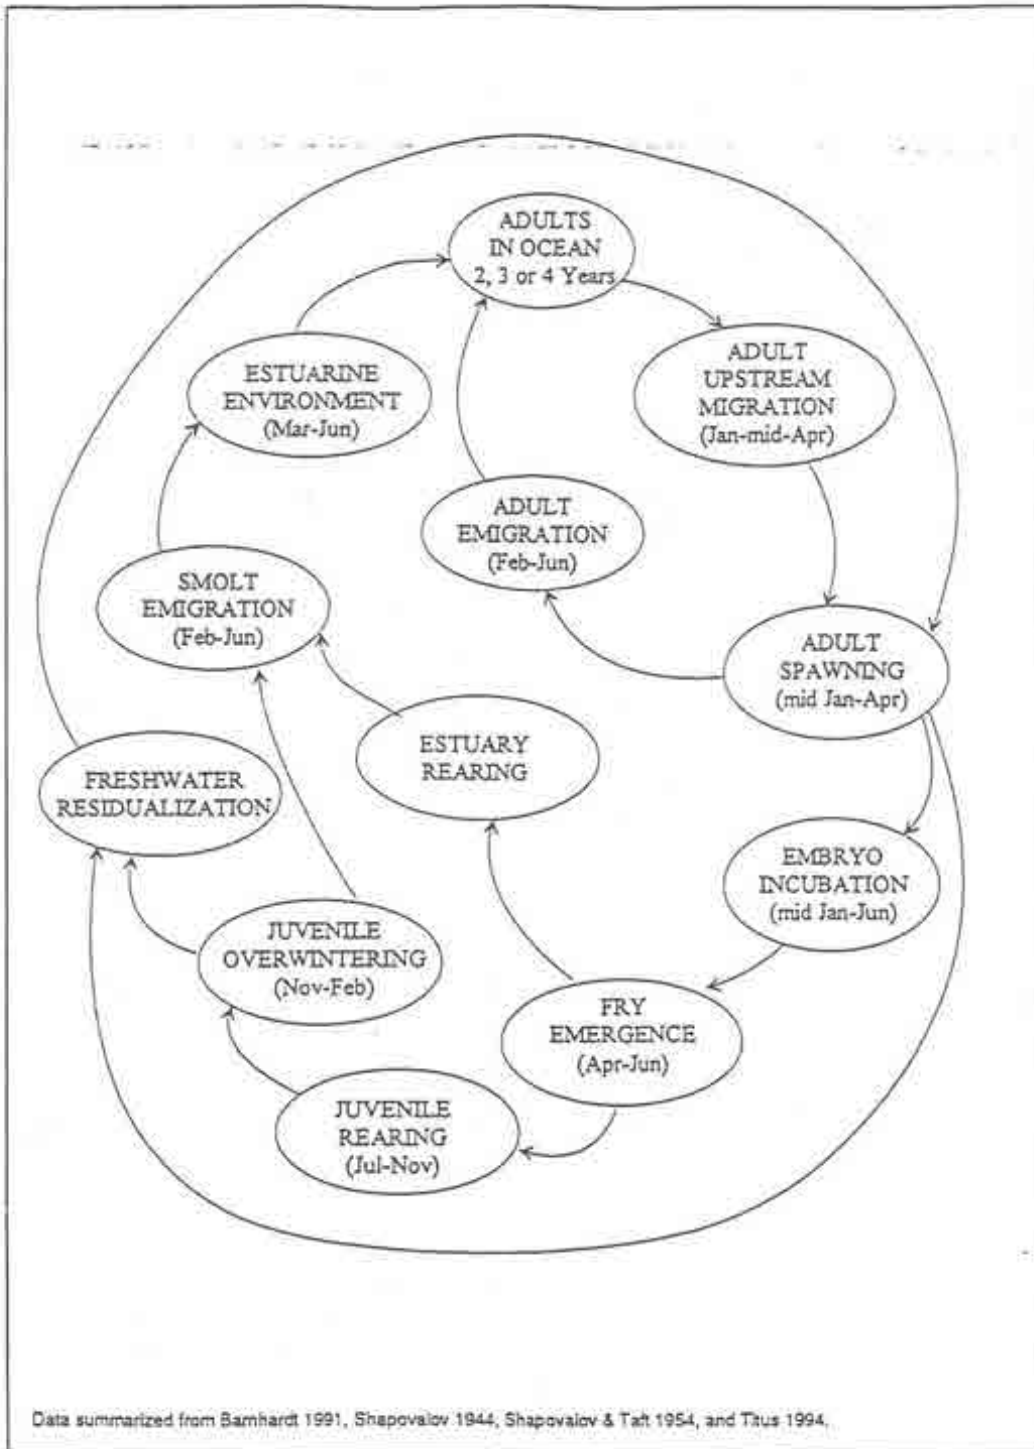 ADULTS
IN OCEAN
2, 3 or 4 Years
ADULT
UPSTREAM
MIGRATION
(Jan-mid-Apr)
ESTUARINE
ENVIRONMENT
(Mar-Jun)
ADULT
EMIGRATION
(Feb-Jun)
SMOLT
EMIGRATION
(Feb-Jun)
ADULT
SPAWNING
(mid Jan-Apr)
ESTUARY
REARING
FRESHWATER
RESIDUALIZATION
EMBRYO
INCUBATION
(mid Jan-Jun)
JUVENILE
OVERWINTERING
(Nov-Feb)
FRY
EMERGENCE
(Apr-Jun)
JUVENILE
REARING
(Jul-Nov)
Data summarized from Barnhardt 1991, Shapovalov 1944, Shapovalov & Taft 1954, and Titus 1994.